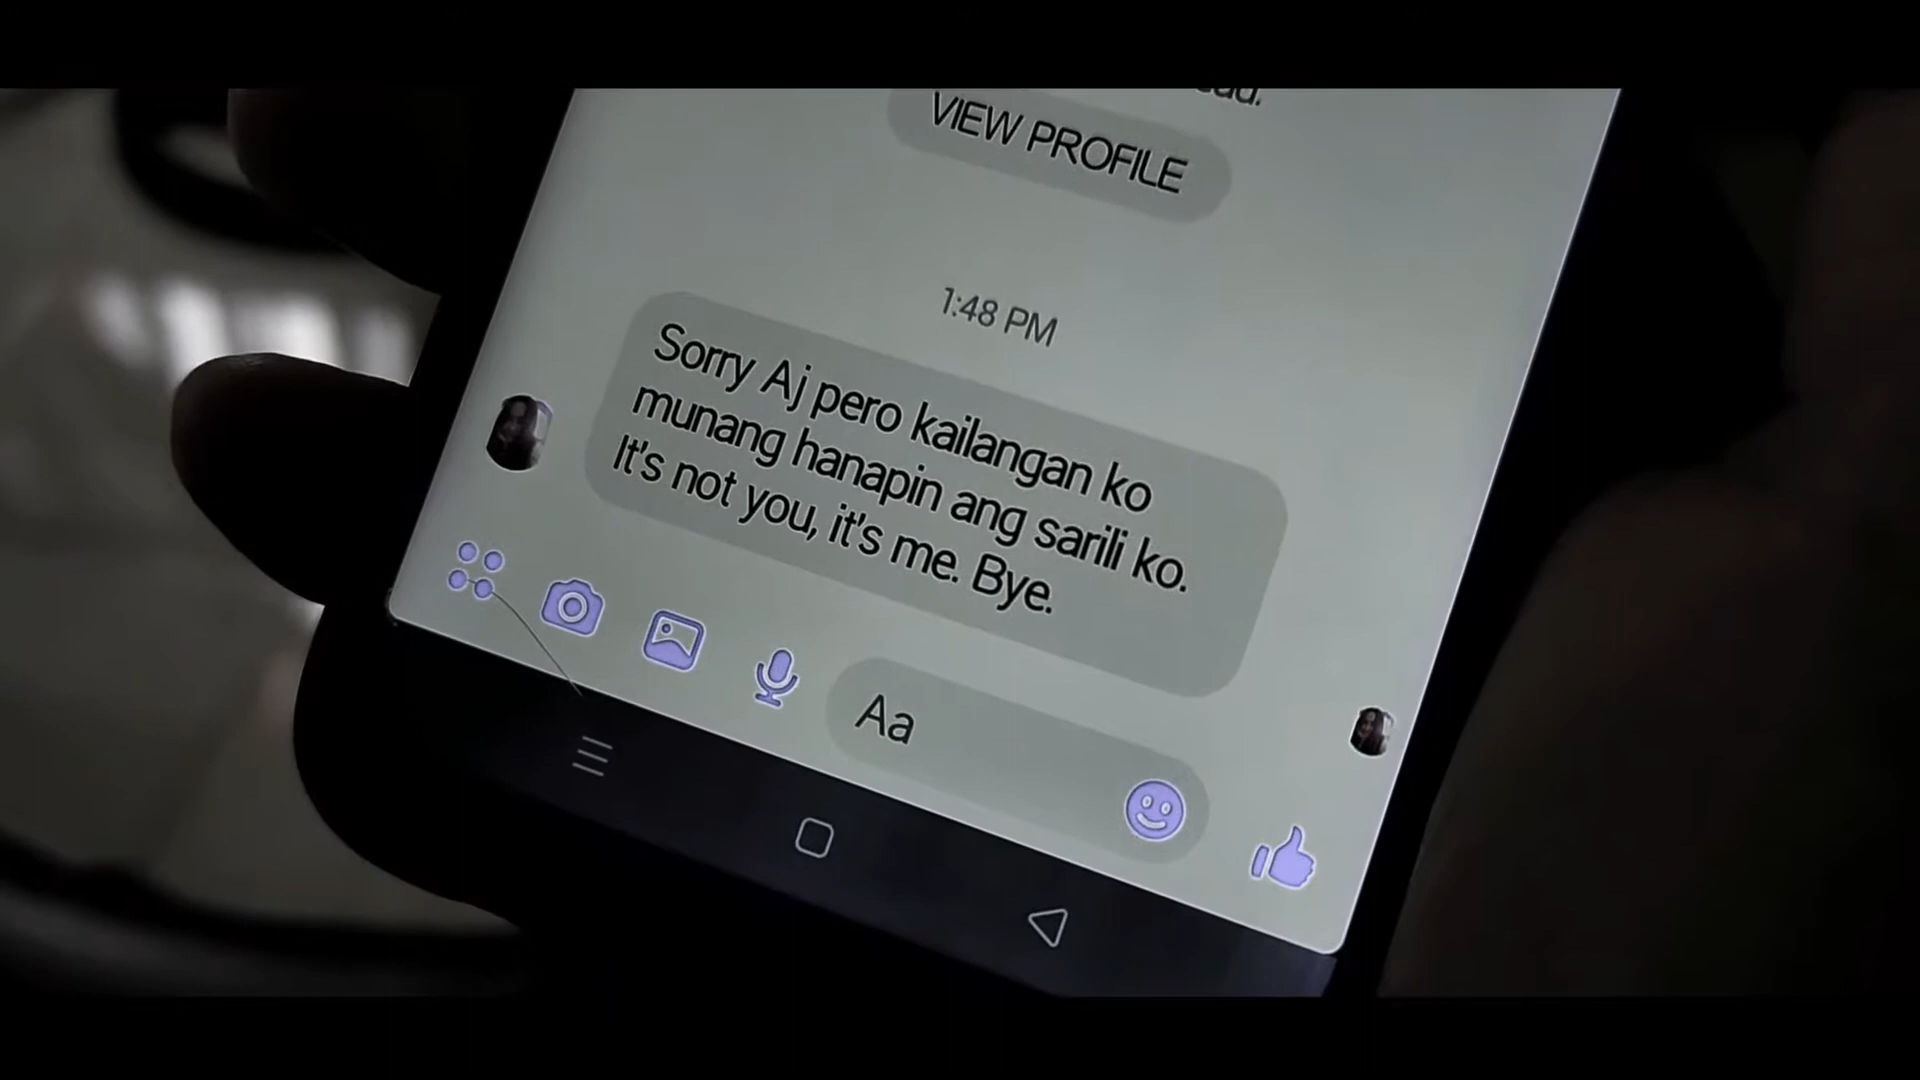 VIEW PROFILE
1:48 PM
Sorry Aj pero kailangan ko
munang hanapin ang sarili ko.
It's not you, it's me. Bye.
Aa